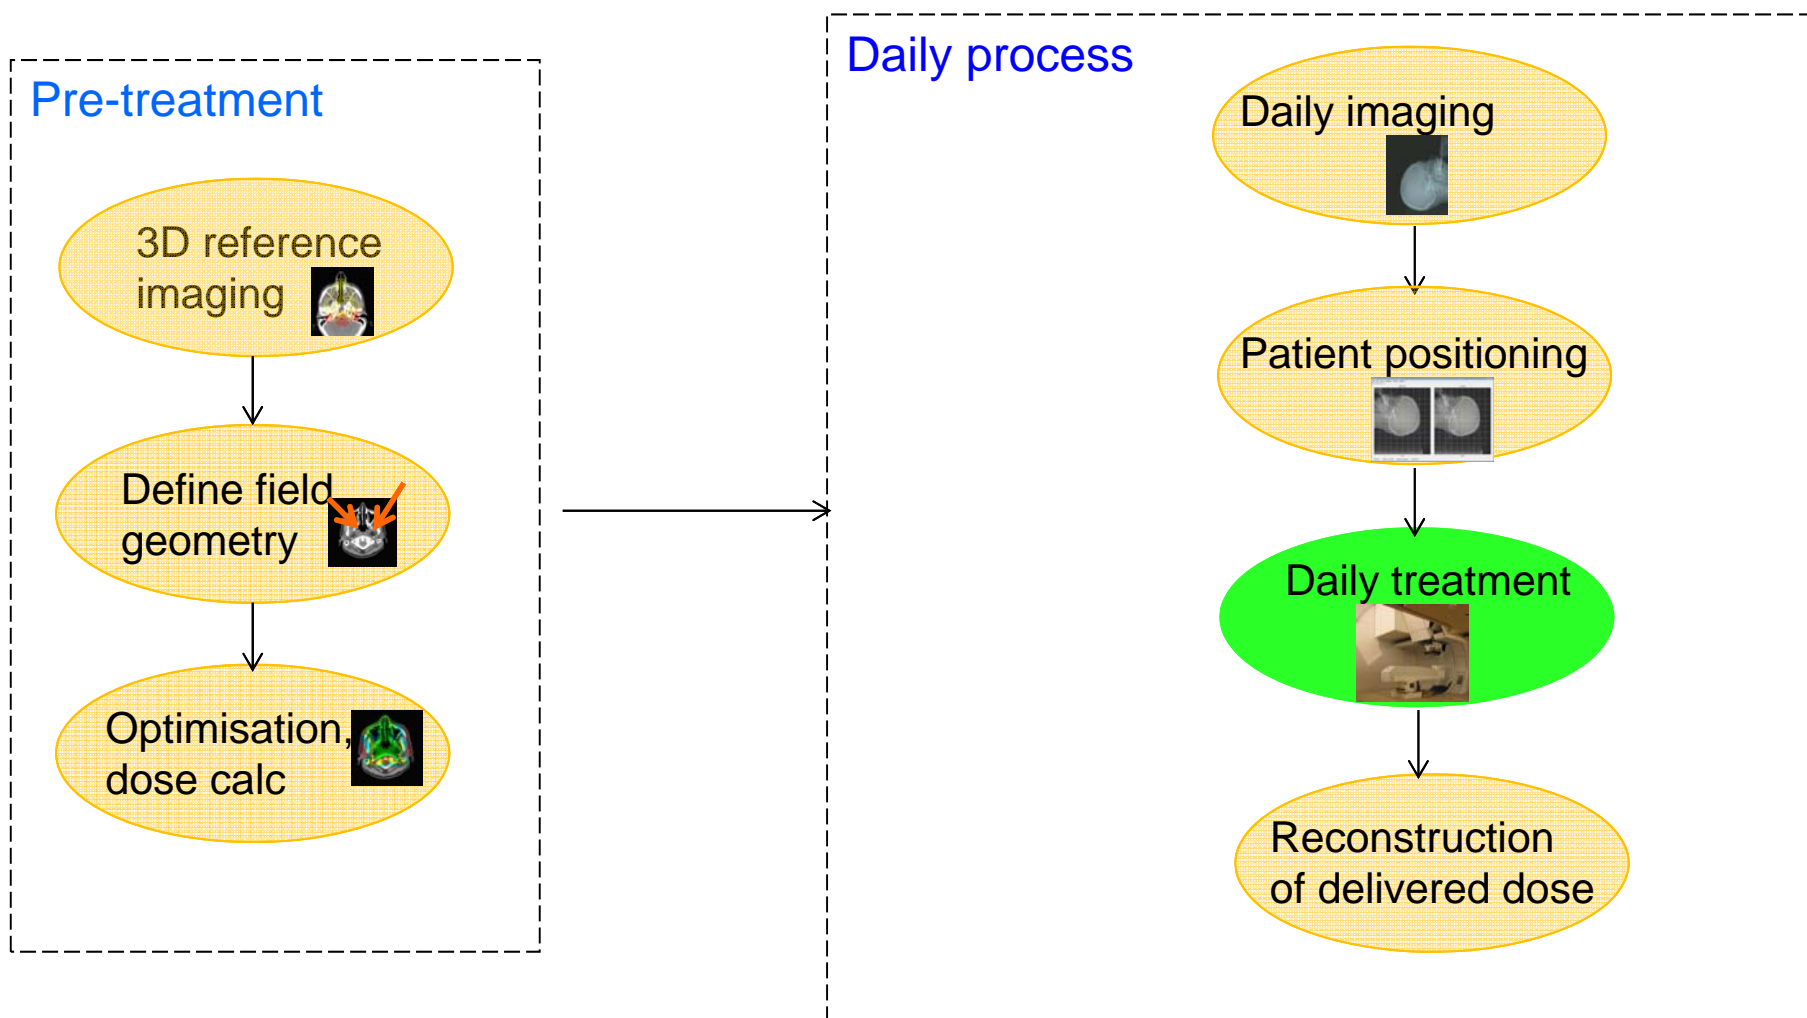 Pre-treatment
3D reference
imaging
Define field
geometry
Optimisation,
dose calc
Daily process
Daily imaging
Patient positioning
Daily treatment
Reconstruction
of delivered dose